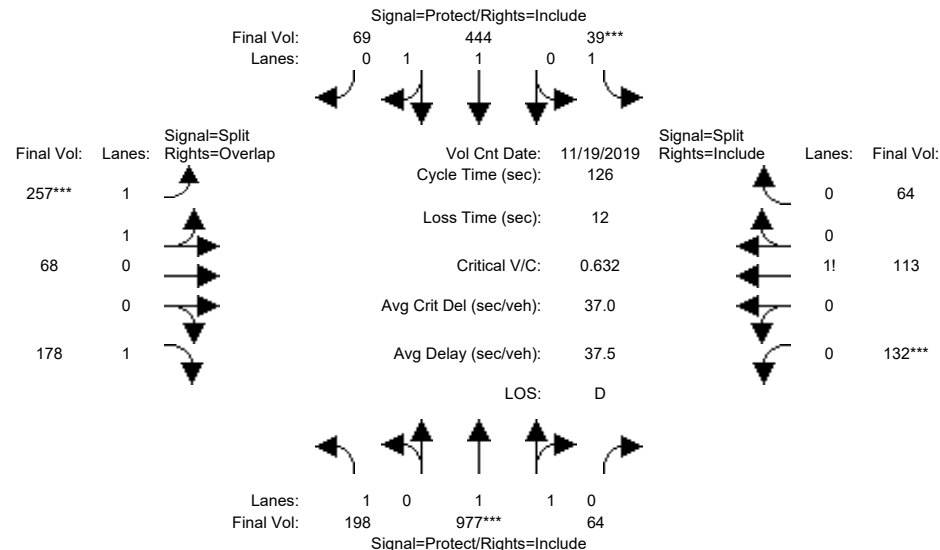 Signal=Protect/Rights=Include
Final Vol: 69 444 39***
Lanes: 0 1 1 0 1
Signal=Split
Rights=Overlap
Final Vol: Lanes:
Vol Cnt Date: 11/19/2019
Signal=Split
Rights=Include
Lanes: Final Vol:
Cycle Time (sec): 126
257*** 1
0 64
Loss Time (sec): 12
1
0
68 0
Critical V/C: 0.632
1! 113
0
Avg Crit Del (sec/veh): 37.0
0
178 1
Avg Delay (sec/veh): 37.5
0 132***
LOS: D
Lanes: 1 0 1 1 0
Final Vol: 198 977*** 64
Signal=Protect/Rights=Include